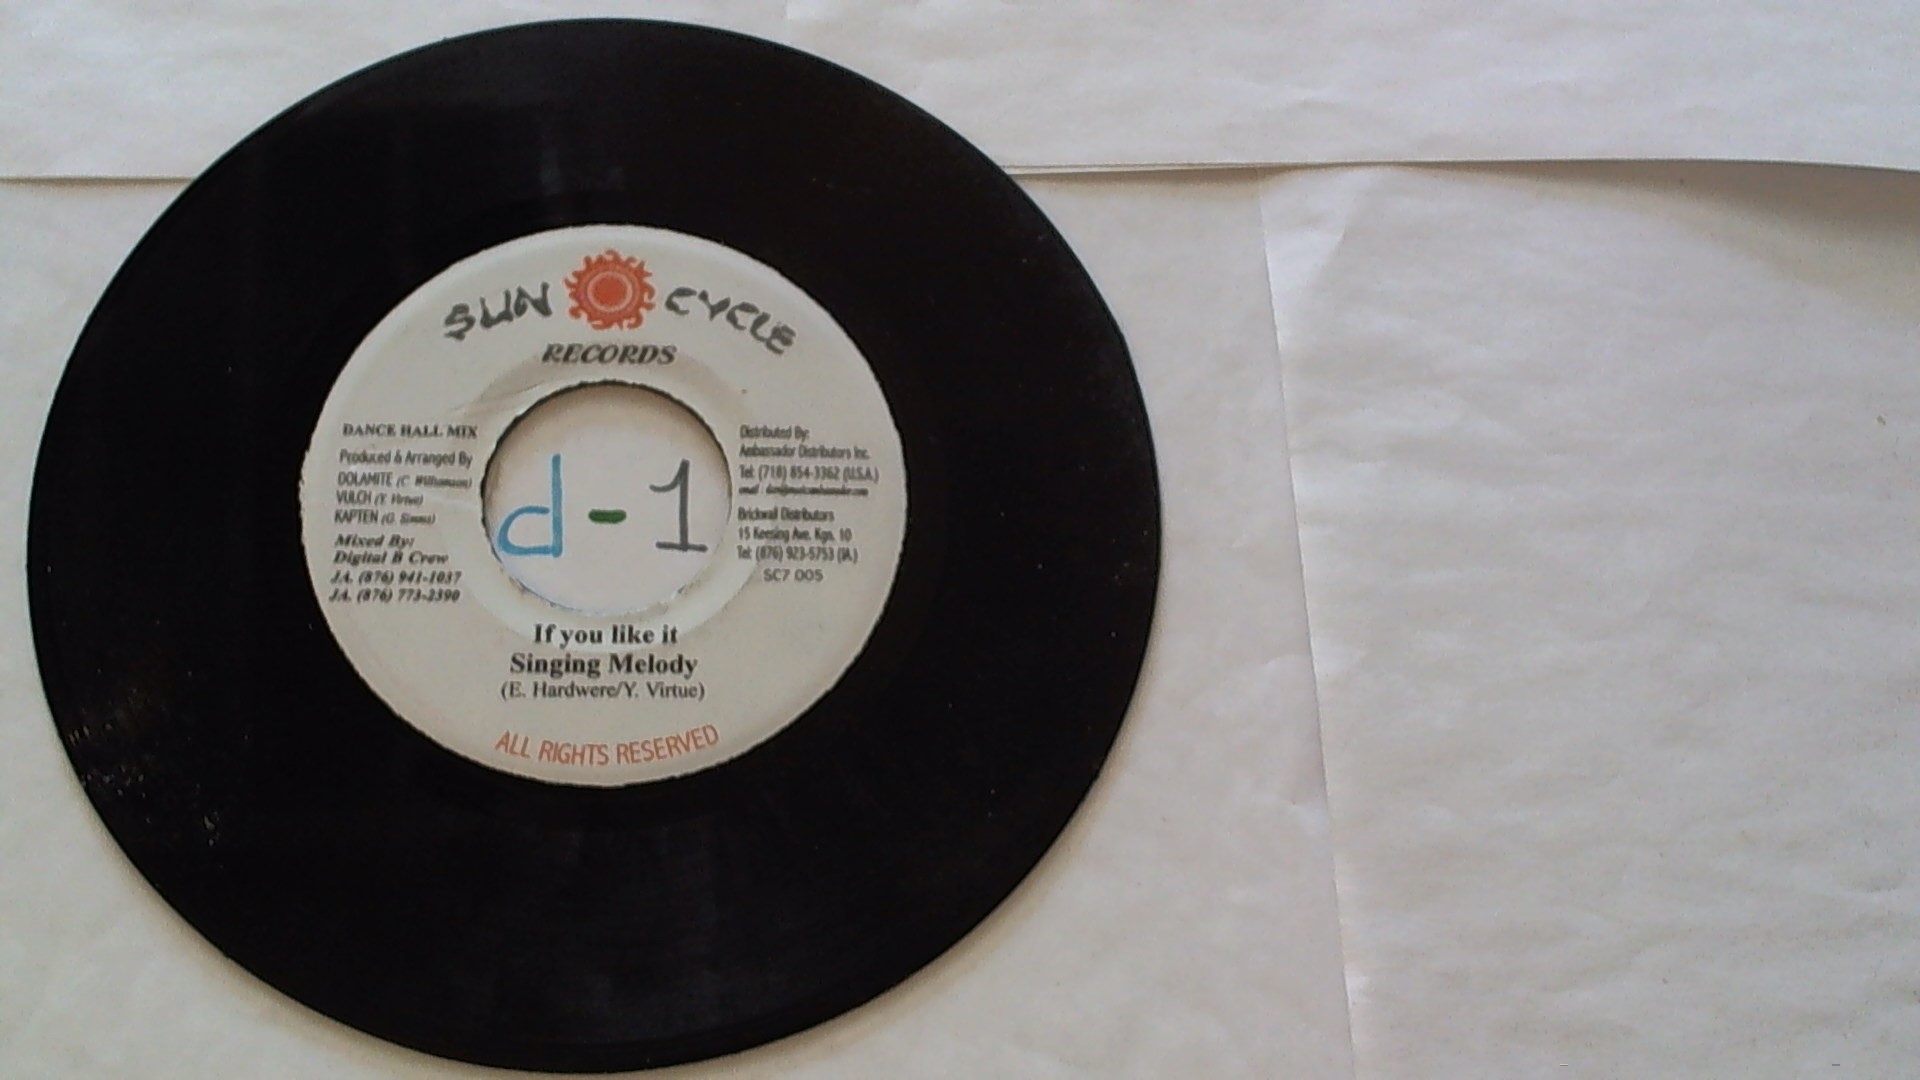 SUN CYCLE
RECORDS
DANCE HALL MIX
Produced & Arranged By
DOLAMITE (C. Williamson)
VULCH (Y. Virtue)
KAPTEN (G. Simms)
Mixed By:
Digital B Crew
J.A. (876) 941-1037
J.A. (876) 773-2390
d-1
Distributed By:
Ambassador Distributors Inc.
Tel: (718) 854-3362 (U.S.A.)
email:
Brickwall Distributors
15 Keesing Ave. Kgn. 10
Tel: (876) 923-5753 (JA.)
SC7 005
If you like it
Singing Melody
(E. Hardwere/Y. Virtue)
ALL RIGHTS RESERVED